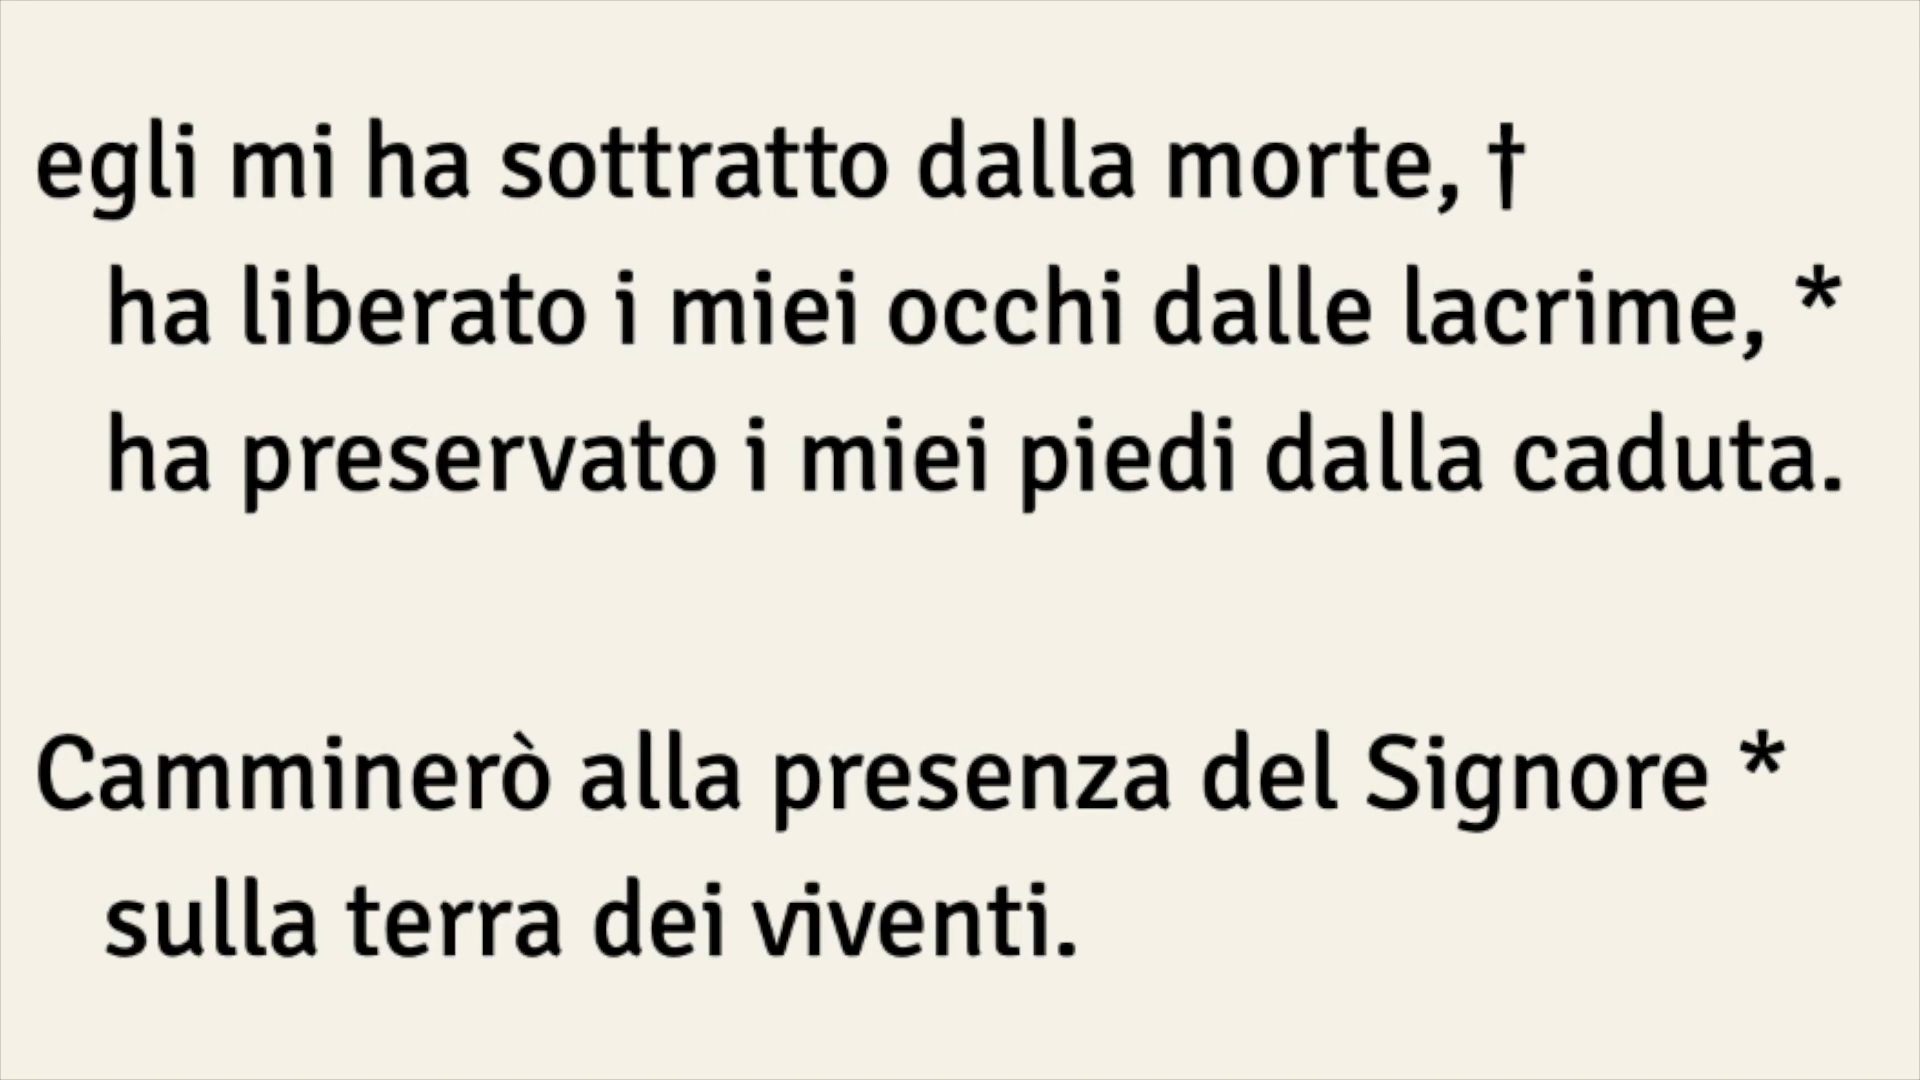 egli mi ha sottratto dalla morte, †
ha liberato i miei occhi dalle lacrime, *
ha preservato i miei piedi dalla caduta.
Camminerò alla presenza del Signore *
sulla terra dei viventi.